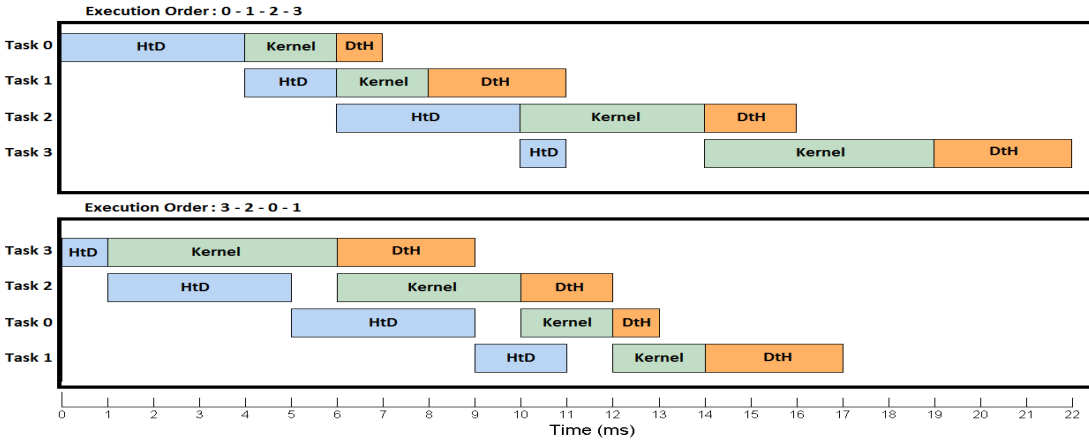 Execution Order : 0 - 1 - 2 - 3
Task 0 HtD Kernel DtH
Task 1 HtD Kernel DtH
Task 2 HtD Kernel DtH
Task 3 HtD Kernel DtH
Execution Order : 3 - 2 - 0 - 1
Task 3 HtD Kernel DtH
Task 2 HtD Kernel DtH
Task 0 HtD Kernel DtH
Task 1 HtD Kernel DtH
0 1 2 3 4 5 6 7 8 9 10 11 12 13 14 15 16 17 18 19 20 21 22
Time (ms)